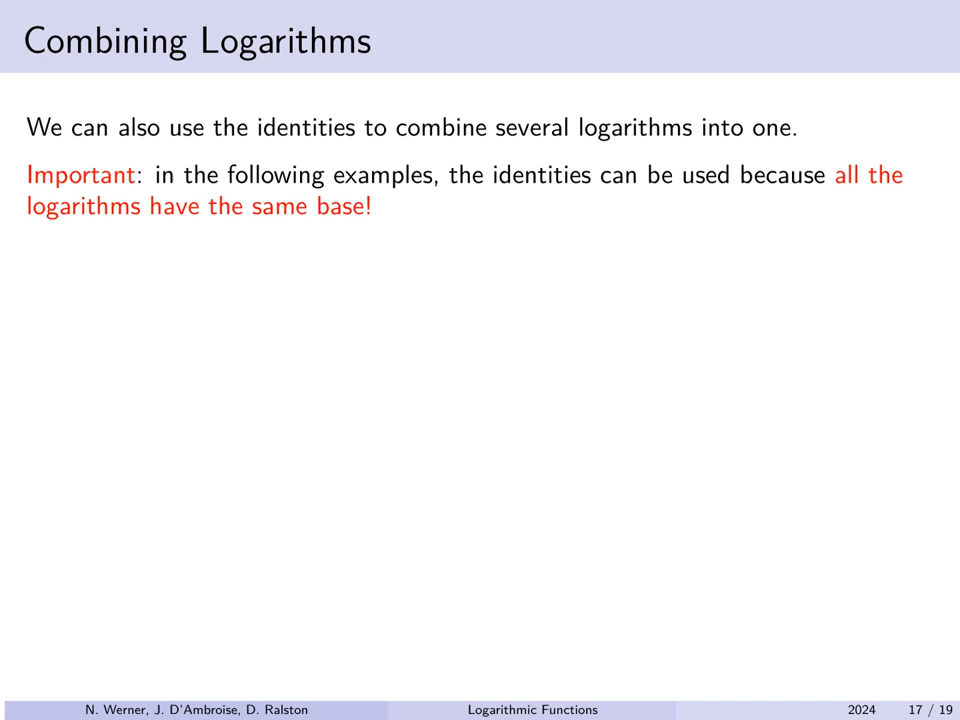 Combining Logarithms
We can also use the identities to combine several logarithms into one.
Important: in the following examples, the identities can be used because all the
logarithms have the same base!
N. Werner, J. D'Ambroise, D. Ralston
Logarithmic Functions
2024
17 / 19